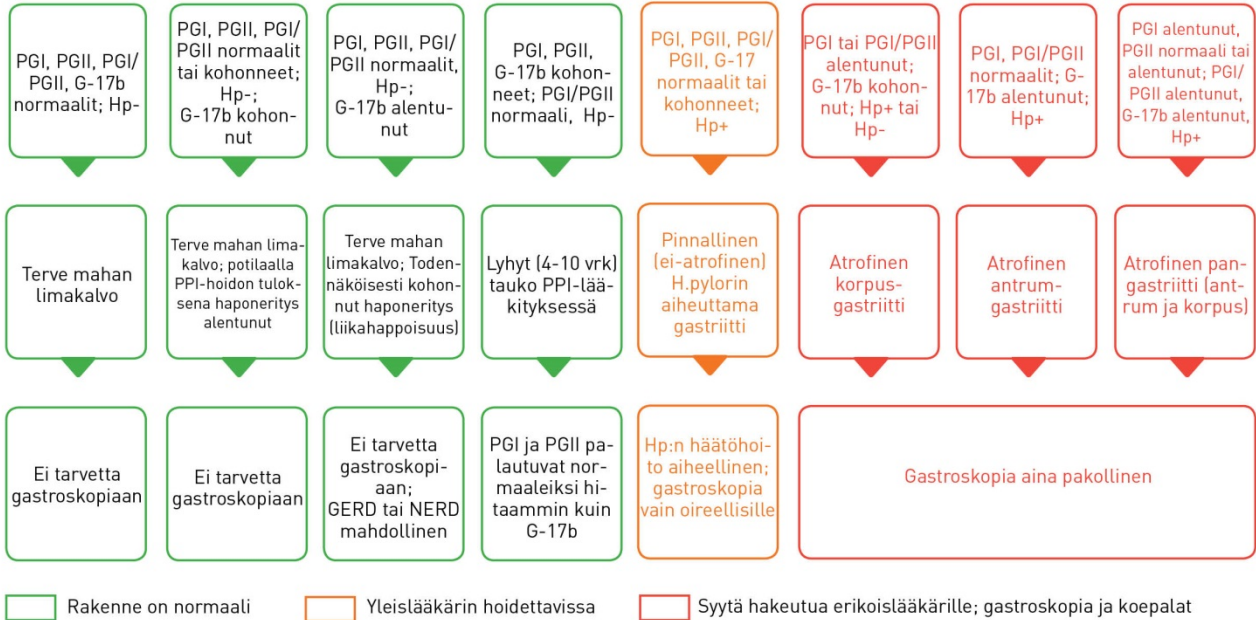 PGI, PGII, PGI/
PGII, G-17b
normaalit; Hp-
PGI, PGII, PGI/
PGII normaalit
tai kohonneet;
Hp-;
G-17b kohon-
nut
PGI, PGII, PGI/
PGII normaalit,
Hp-;
G-17b alentu-
nut
PGI, PGII,
G-17b kohon-
neet; PGI/PGII
normaali, Hp-
PGI, PGII, PGI/
PGII, G-17
normaalit tai
kohonneet;
Hp+
PGI tai PGI/PGII
alentunut;
G-17b kohon-
nut; Hp+ tai
Hp-
PGI, PGI/PGII
normaalit; G-
17b alentunut;
Hp+
PGI alentunut,
PGII normaali tai
alentunut; PGI/
PGII alentunut,
G-17b alentunut,
Hp+
Terve mahan
limakalvo
Terve mahan lima-
kalvo; potilaalla
PPI-hoidon tulok-
sena haponeritys
alentunut
Terve mahan
limakalvo; Toden-
näköisesti kohon-
nut haponeritys
(liikahappoisuus)
Lyhyt (4-10 vrk)
tauko PPI-lää-
kityksessä
Pinnallinen
(ei-atrofinen)
H.pylorin
aiheuttama
gastriitti
Atrofinen
korpus-
gastriitti
Atrofinen
antrum-
gastriitti
Atrofinen pan-
gastriitti (ant-
rum ja korpus)
Ei tarvetta
gastroskopiaan
Ei tarvetta
gastroskopiaan
Ei tarvetta
gastroskopi-
aan;
GERD tai NERD
mahdollinen
PGI ja PGII pa-
lautuvat nor-
maaleiksi hi-
taammin kuin
G-17b
Hp:n häätöhoi-
to aiheellinen;
gastroskopia
vain oireellisille
Gastroskopia aina pakollinen
Rakenne on normaali
Yleislääkärin hoidettavissa
Syytä hakeutua erikoislääkärille; gastroskopia ja koepalat